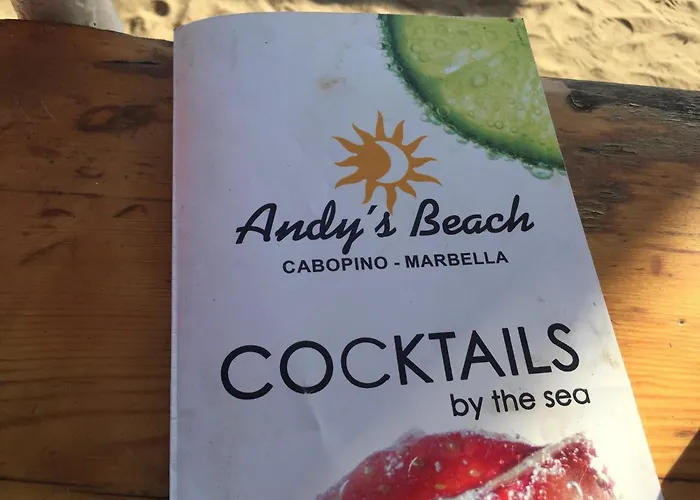 Andy´s Beach
CABOPINO - MARBELLA
COCKTAILS
by the sea